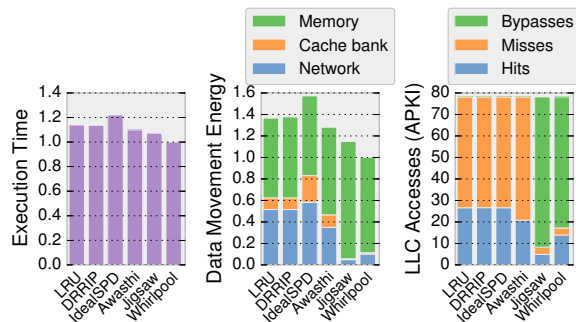 Memory
Cache bank
Network
Bypasses
Misses
Hits
Execution Time
1.4
1.2
1.0
0.8
0.6
0.4
0.2
0.0
LRU
DRRIP
IdealSPD
Awasthi
Jigsaw
Whirlpool
Data Movement Energy
1.6
1.4
1.2
1.0
0.8
0.6
0.4
0.2
0.0
LRU
DRRIP
IdealSPD
Awasthi
Jigsaw
Whirlpool
LLC Accesses (APKI)
80
70
60
50
40
30
20
10
0
LRU
DRRIP
IdealSPD
Awasthi
Jigsaw
Whirlpool